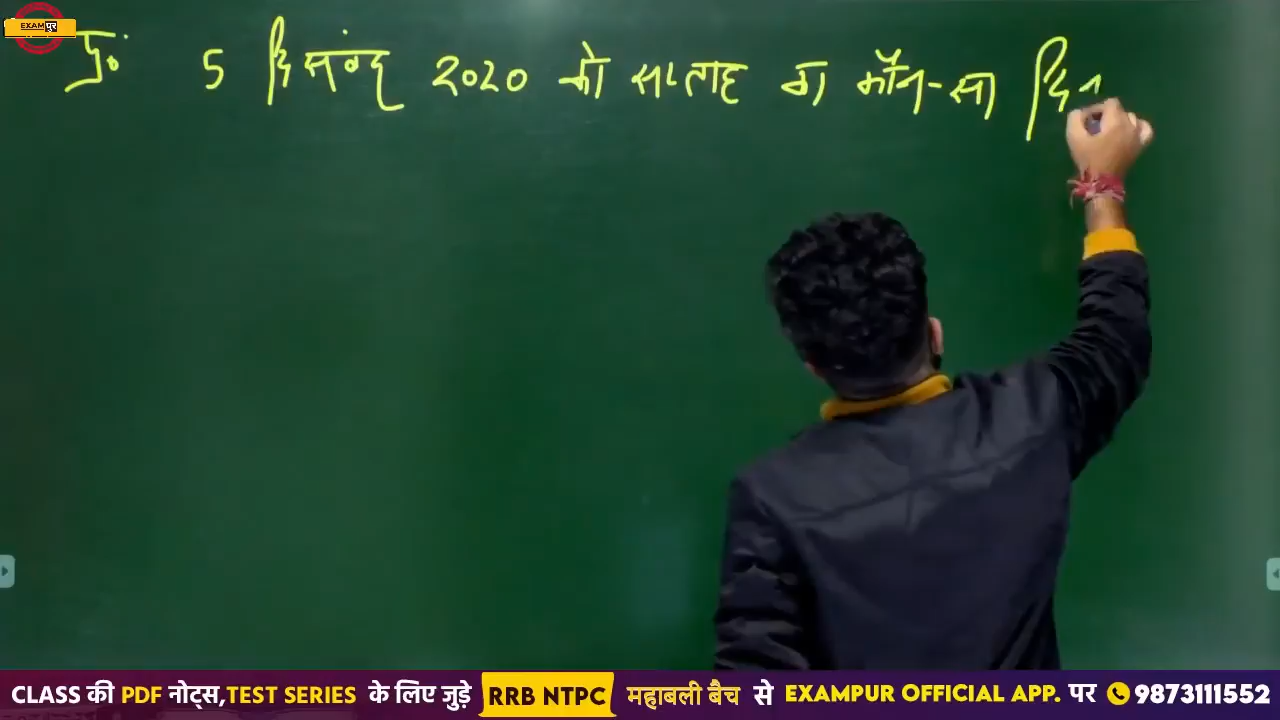 EXAMपुर
प्र० 5 दिसंबर 2020 को सप्ताह का कौन-सा दिन
CLASS की PDF नोट्स,TEST SERIES के लिए जुड़े RRB NTPC महाबली बैच से EXAMPUR OFFICIAL APP. पर 9873111552